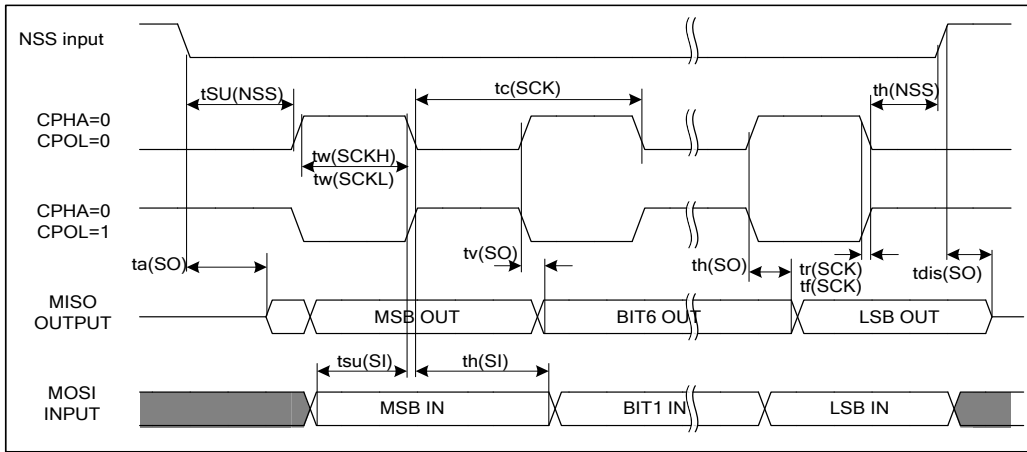 NSS input
tSU(NSS)
tc(SCK)
th(NSS)
CPHA=0
CPOL=0
tw(SCKH)
tw(SCKL)
CPHA=0
CPOL=1
ta(SO)
tv(SO)
th(SO)
tr(SCK)
tf(SCK)
tdis(SO)
MISO
OUTPUT
MSB OUT
BIT6 OUT
LSB OUT
tsu(SI)
th(SI)
MOSI
INPUT
MSB IN
BIT1 IN
LSB IN